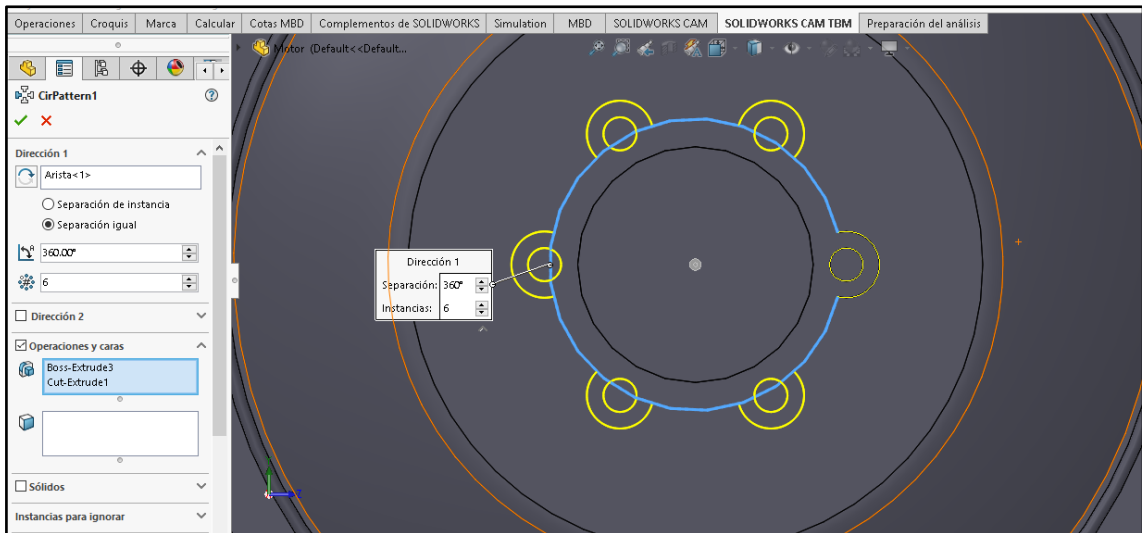 Operaciones Croquis Marca Calcular Cotas MBD Complementos de SOLIDWORKS Simulation MBD SOLIDWORKS CAM SOLIDWORKS CAM TBM Preparación del análisis
Motor (Default<<Default...
CirPattern1
Dirección 1
Arista<1>
Separación de instancia
Separación igual
360.00°
6
Dirección 2
Operaciones y caras
Boss-Extrude3
Cut-Extrude1
Sólidos
Instancias para ignorar
Dirección 1
Separación: 360°
Instancias: 6
Z